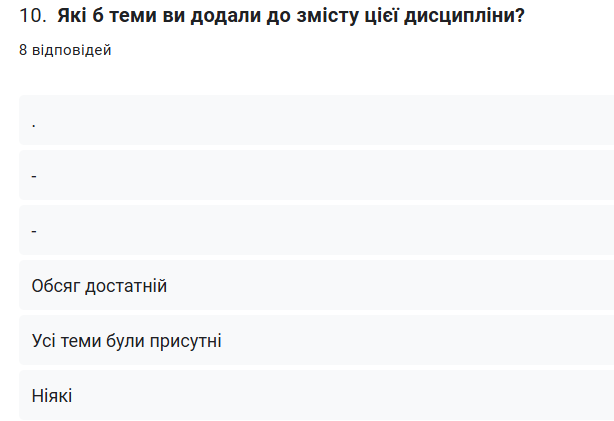 10. Які б теми ви додали до змісту цієї дисципліни?
8 відповідей
.
-
-
Обсяг достатній
Усі теми були присутні
Ніякі